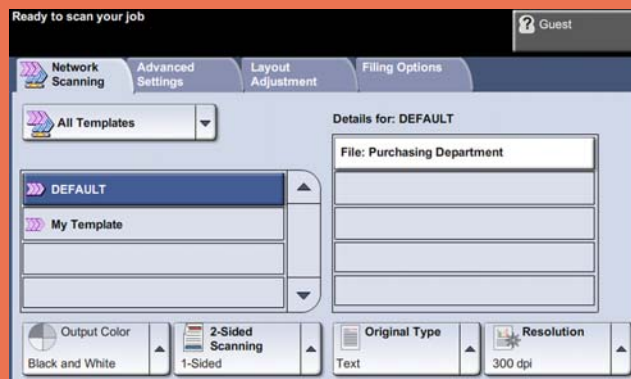 Ready to scan your job
Guest
Network Scanning
Advanced Settings
Layout Adjustment
Filing Options
All Templates
Details for: DEFAULT
File: Purchasing Department
DEFAULT
My Template
Output Color
Black and White
2-Sided Scanning
1-Sided
Original Type
Text
Resolution
300 dpi